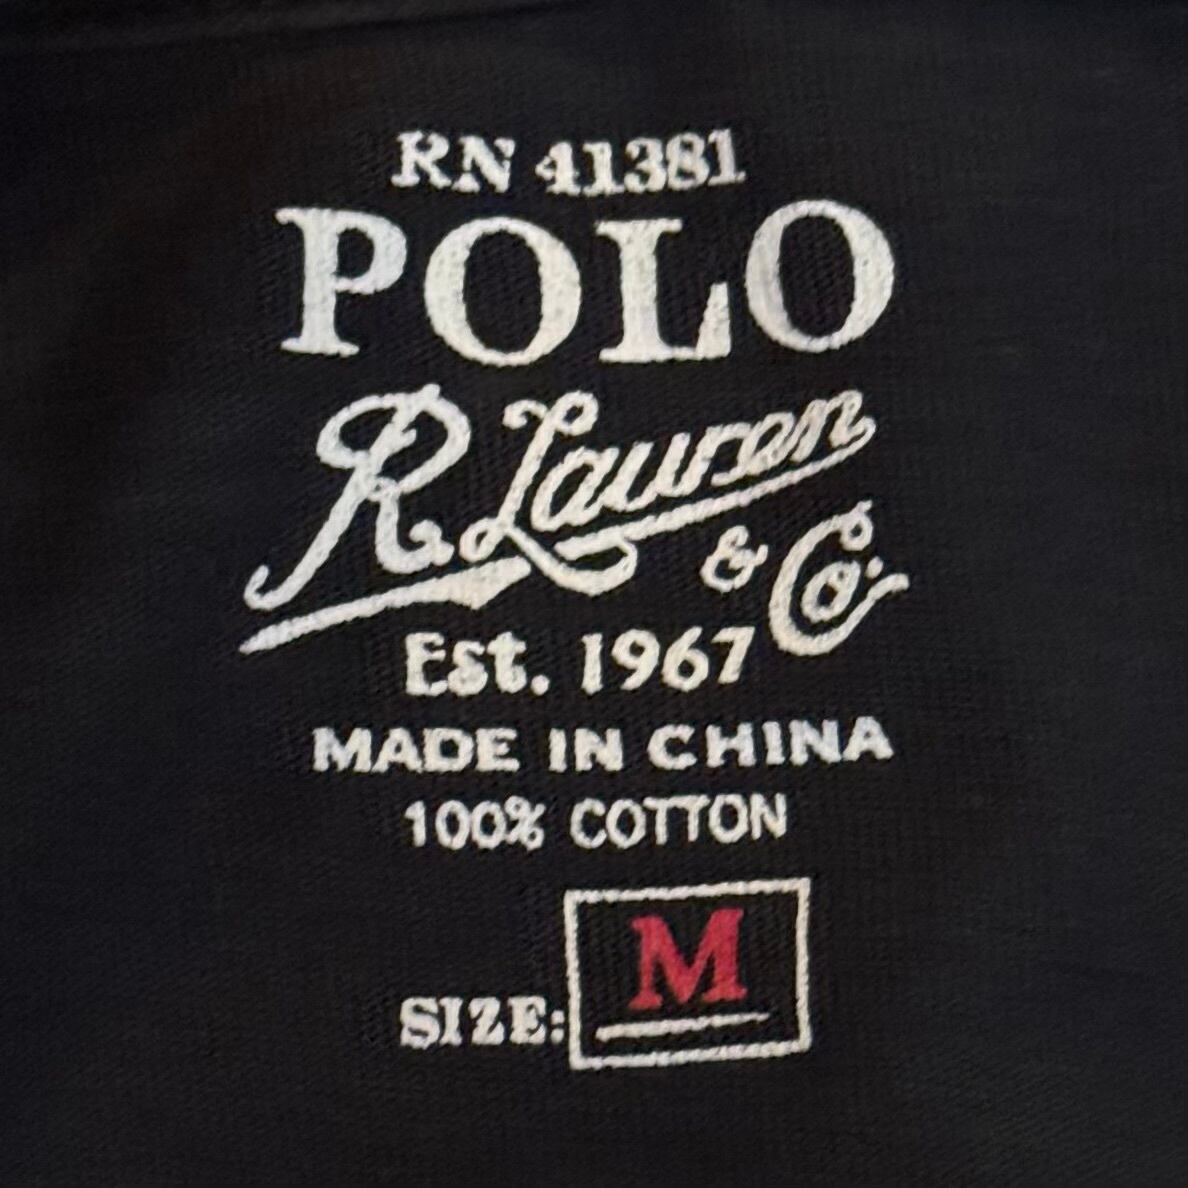 RN 41381
POLO
R. Lauren
& Co.
Est. 1967
MADE IN CHINA
100% COTTON
SIZE: M